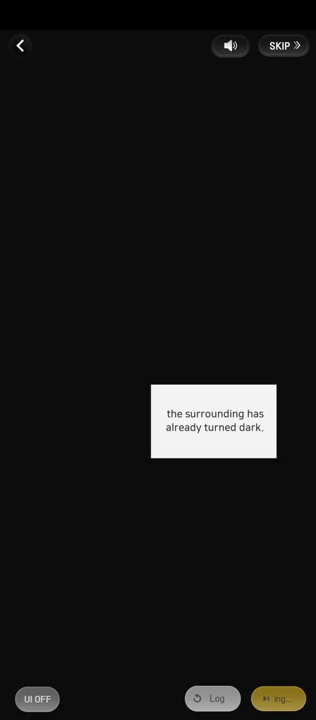 SKIP
the surrounding has
already turned dark.
UI OFF
Log
ing...